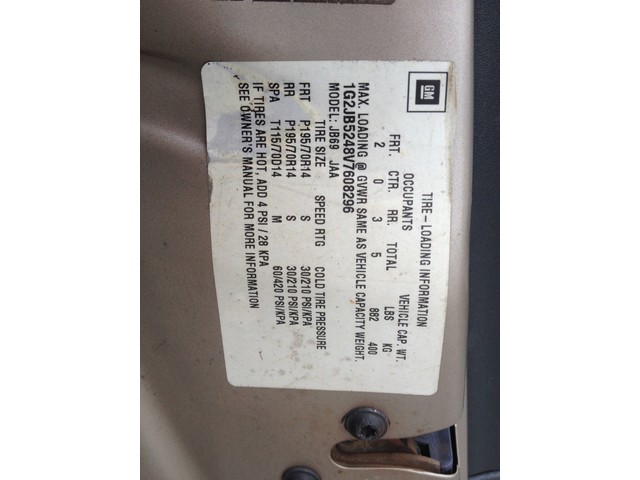 GM
TIRE-LOADING INFORMATION
OCCUPANTS VEHICLE CAP. WT.
FRT. CTR. RR. TOTAL LBS KG
2 0 3 5 882 400
MAX. LOADING @ GVWR SAME AS VEHICLE CAPACITY WEIGHT.
1G2JB5248V7608296
MODEL: JB69 JAA
TIRE SIZE SPEED RTG COLD TIRE PRESSURE
FRT P195/70R14 S 30/210 PSI/KPA
RR P195/70R14 S 30/210 PSI/KPA
SPA T115/70D14 M 60/420 PSI/KPA
IF TIRES ARE HOT, ADD 4 PSI / 28 KPA
SEE OWNER'S MANUAL FOR MORE INFORMATION